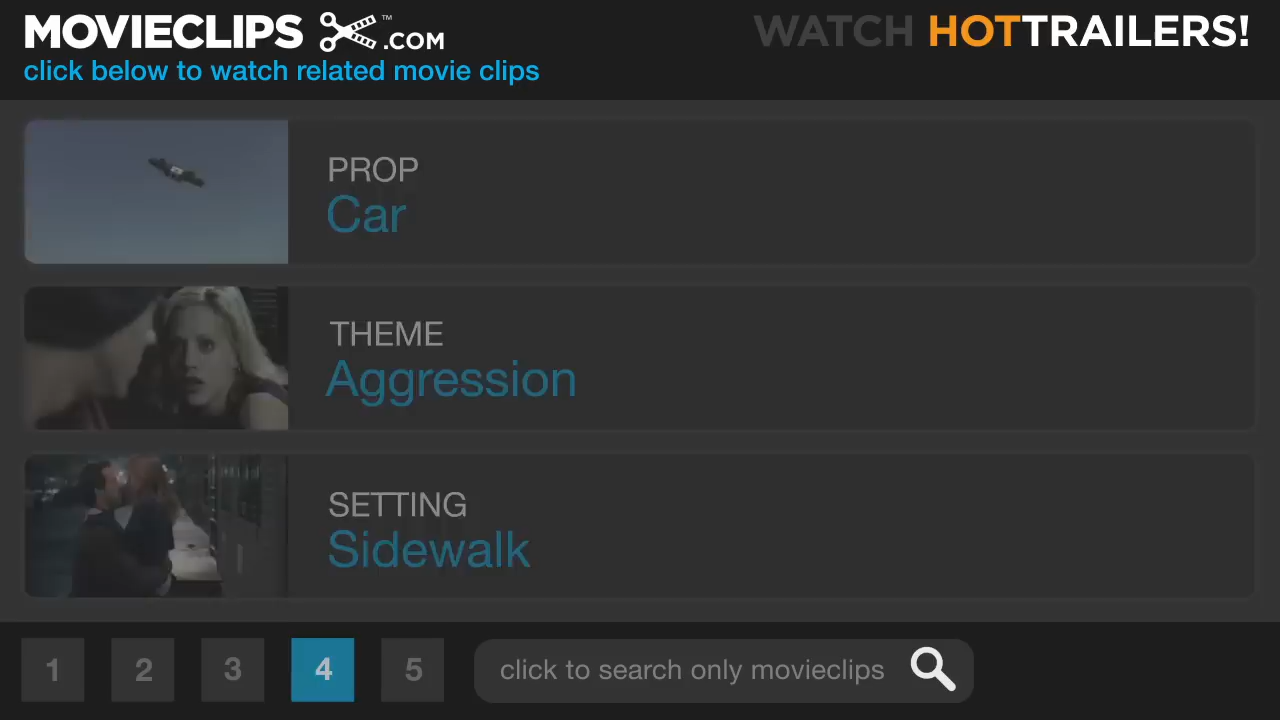 MOVIECLIPS ™.COM
WATCH HOTTRAILERS!
click below to watch related movie clips
PROP
Car
THEME
Aggression
SETTING
Sidewalk
1 2 3 4 5 click to search only movieclips